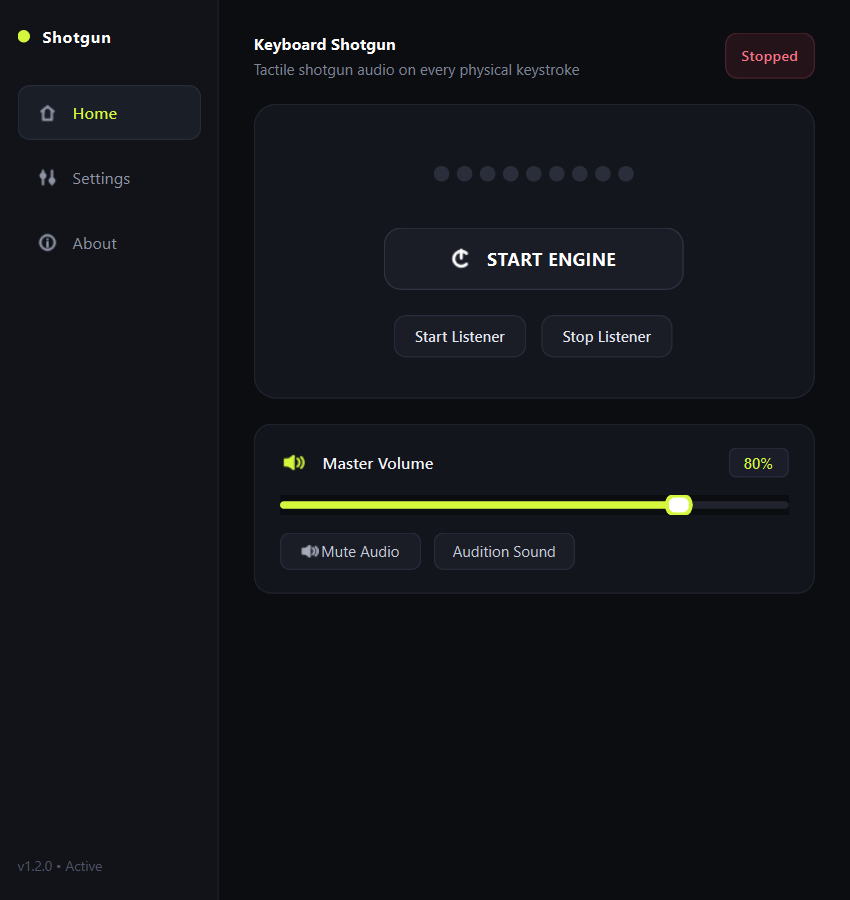 Shotgun
Home
Settings
About
v1.2.0 • Active
Keyboard Shotgun
Tactile shotgun audio on every physical keystroke
Stopped
START ENGINE
Start Listener
Stop Listener
Master Volume
80%
Mute Audio
Audition Sound